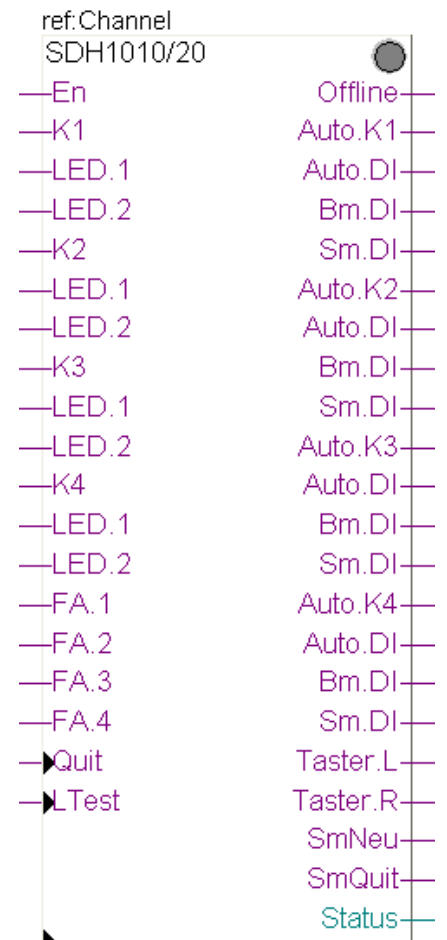 ref:Channel
SDH1010/20
En Offline
K1 Auto.K1
LED.1 Auto.DI
LED.2 Bm.DI
K2 Sm.DI
LED.1 Auto.K2
LED.2 Auto.DI
K3 Bm.DI
LED.1 Sm.DI
LED.2 Auto.K3
K4 Auto.DI
LED.1 Bm.DI
LED.2 Sm.DI
FA.1 Auto.K4
FA.2 Auto.DI
FA.3 Bm.DI
FA.4 Sm.DI
Quit Taster.L
LTest Taster.R
SmNeu
SmQuit
Status